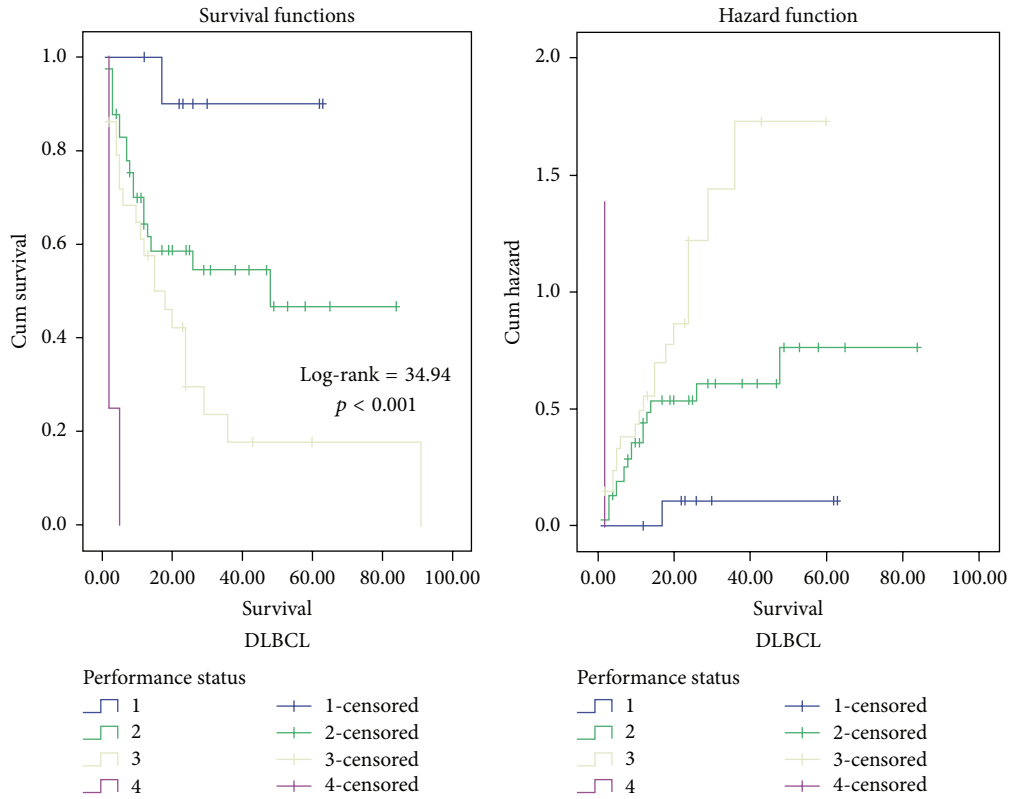 Survival functions
1.0
0.8
0.6
0.4
0.2
0.0
Cum survival
Log-rank = 34.94
p < 0.001
0.00 20.00 40.00 60.00 80.00 100.00
Survival
DLBCL
Performance status
1 1-censored
2 2-censored
3 3-censored
4 4-censored
Hazard function
2.0
1.5
1.0
0.5
0.0
Cum hazard
0.00 20.00 40.00 60.00 80.00 100.00
Survival
DLBCL
Performance status
1 1-censored
2 2-censored
3 3-censored
4 4-censored